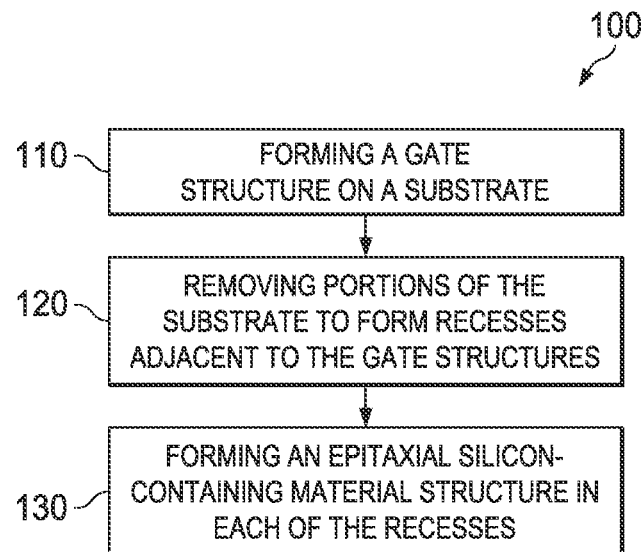 100
110
FORMING A GATE
STRUCTURE ON A SUBSTRATE
120
REMOVING PORTIONS OF THE
SUBSTRATE TO FORM RECESSES
ADJACENT TO THE GATE STRUCTURES
130
FORMING AN EPITAXIAL SILICON-
CONTAINING MATERIAL STRUCTURE IN
EACH OF THE RECESSES